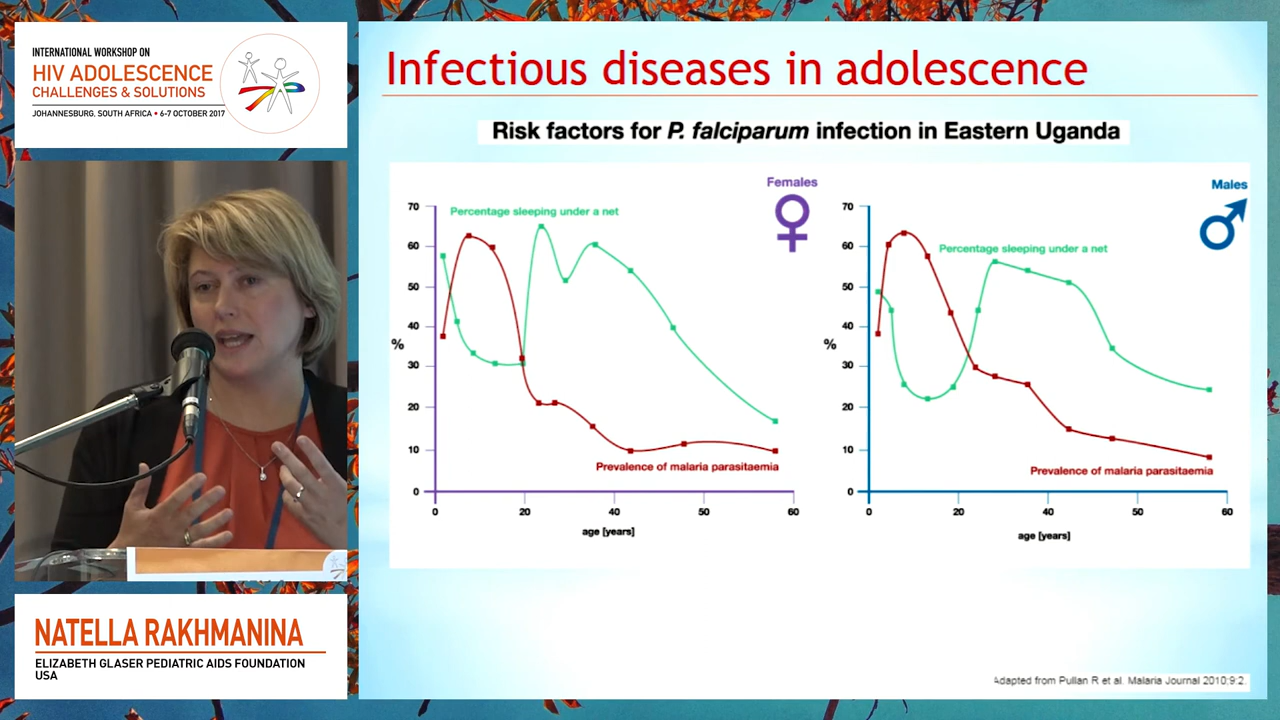 INTERNATIONAL WORKSHOP ON
HIV ADOLESCENCE
CHALLENGES & SOLUTIONS
JOHANNESBURG, SOUTH AFRICA • 6-7 OCTOBER 2017
NATELLA RAKHMANINA
ELIZABETH GLASER PEDIATRIC AIDS FOUNDATION
USA
Infectious diseases in adolescence
Risk factors for P. falciparum infection in Eastern Uganda
Females
Percentage sleeping under a net
70
60
50
40
%
30
20
10
0
Prevalence of malaria parasitaemia
0 20 40 50 60
age [years]
Males
Percentage sleeping under a net
70
60
50
40
%
30
20
10
0
Prevalence of malaria parasitaemia
0 20 40 50 60
age [years]
Adapted from Pullan R et al. Malaria Journal 2010:9:2.